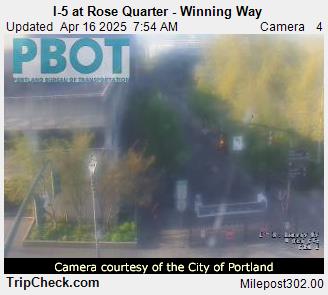 I-5 at Rose Quarter - Winning Way
Updated Apr 16 2025 7:54 AM Camera 4
PBOT
PORTLAND BUREAU OF TRANSPORTATION
Camera courtesy of the City of Portland
TripCheck.com Milepost302.00